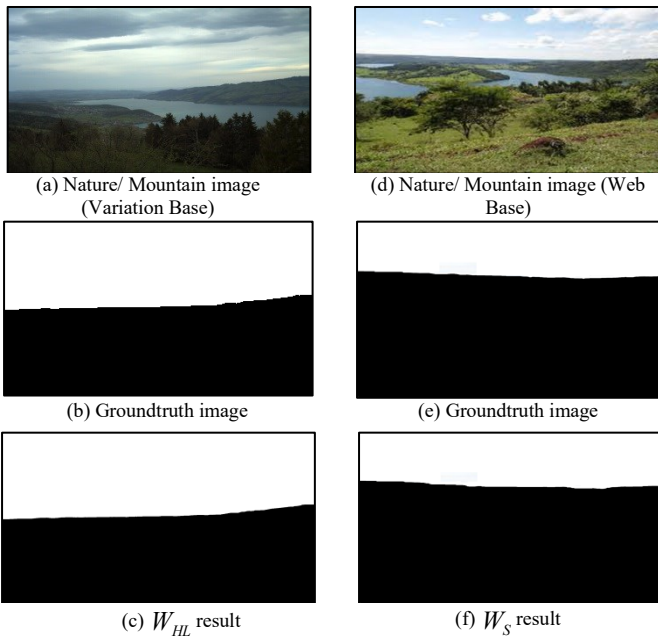 (a) Nature/ Mountain image
(Variation Base)
(d) Nature/ Mountain image (Web
Base)
(b) Groundtruth image
(e) Groundtruth image
(c) W_HL result
(f) W_S result